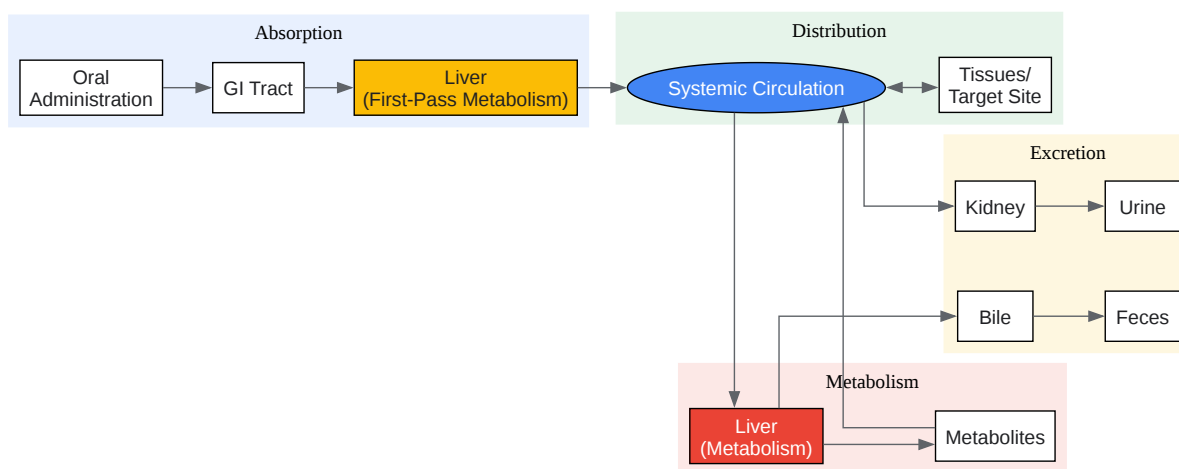 Absorption
Oral
Administration
GI Tract
Liver
(First-Pass Metabolism)
Distribution
Systemic Circulation
Tissues/
Target Site
Excretion
Kidney
Urine
Bile
Feces
Metabolism
Liver
(Metabolism)
Metabolites